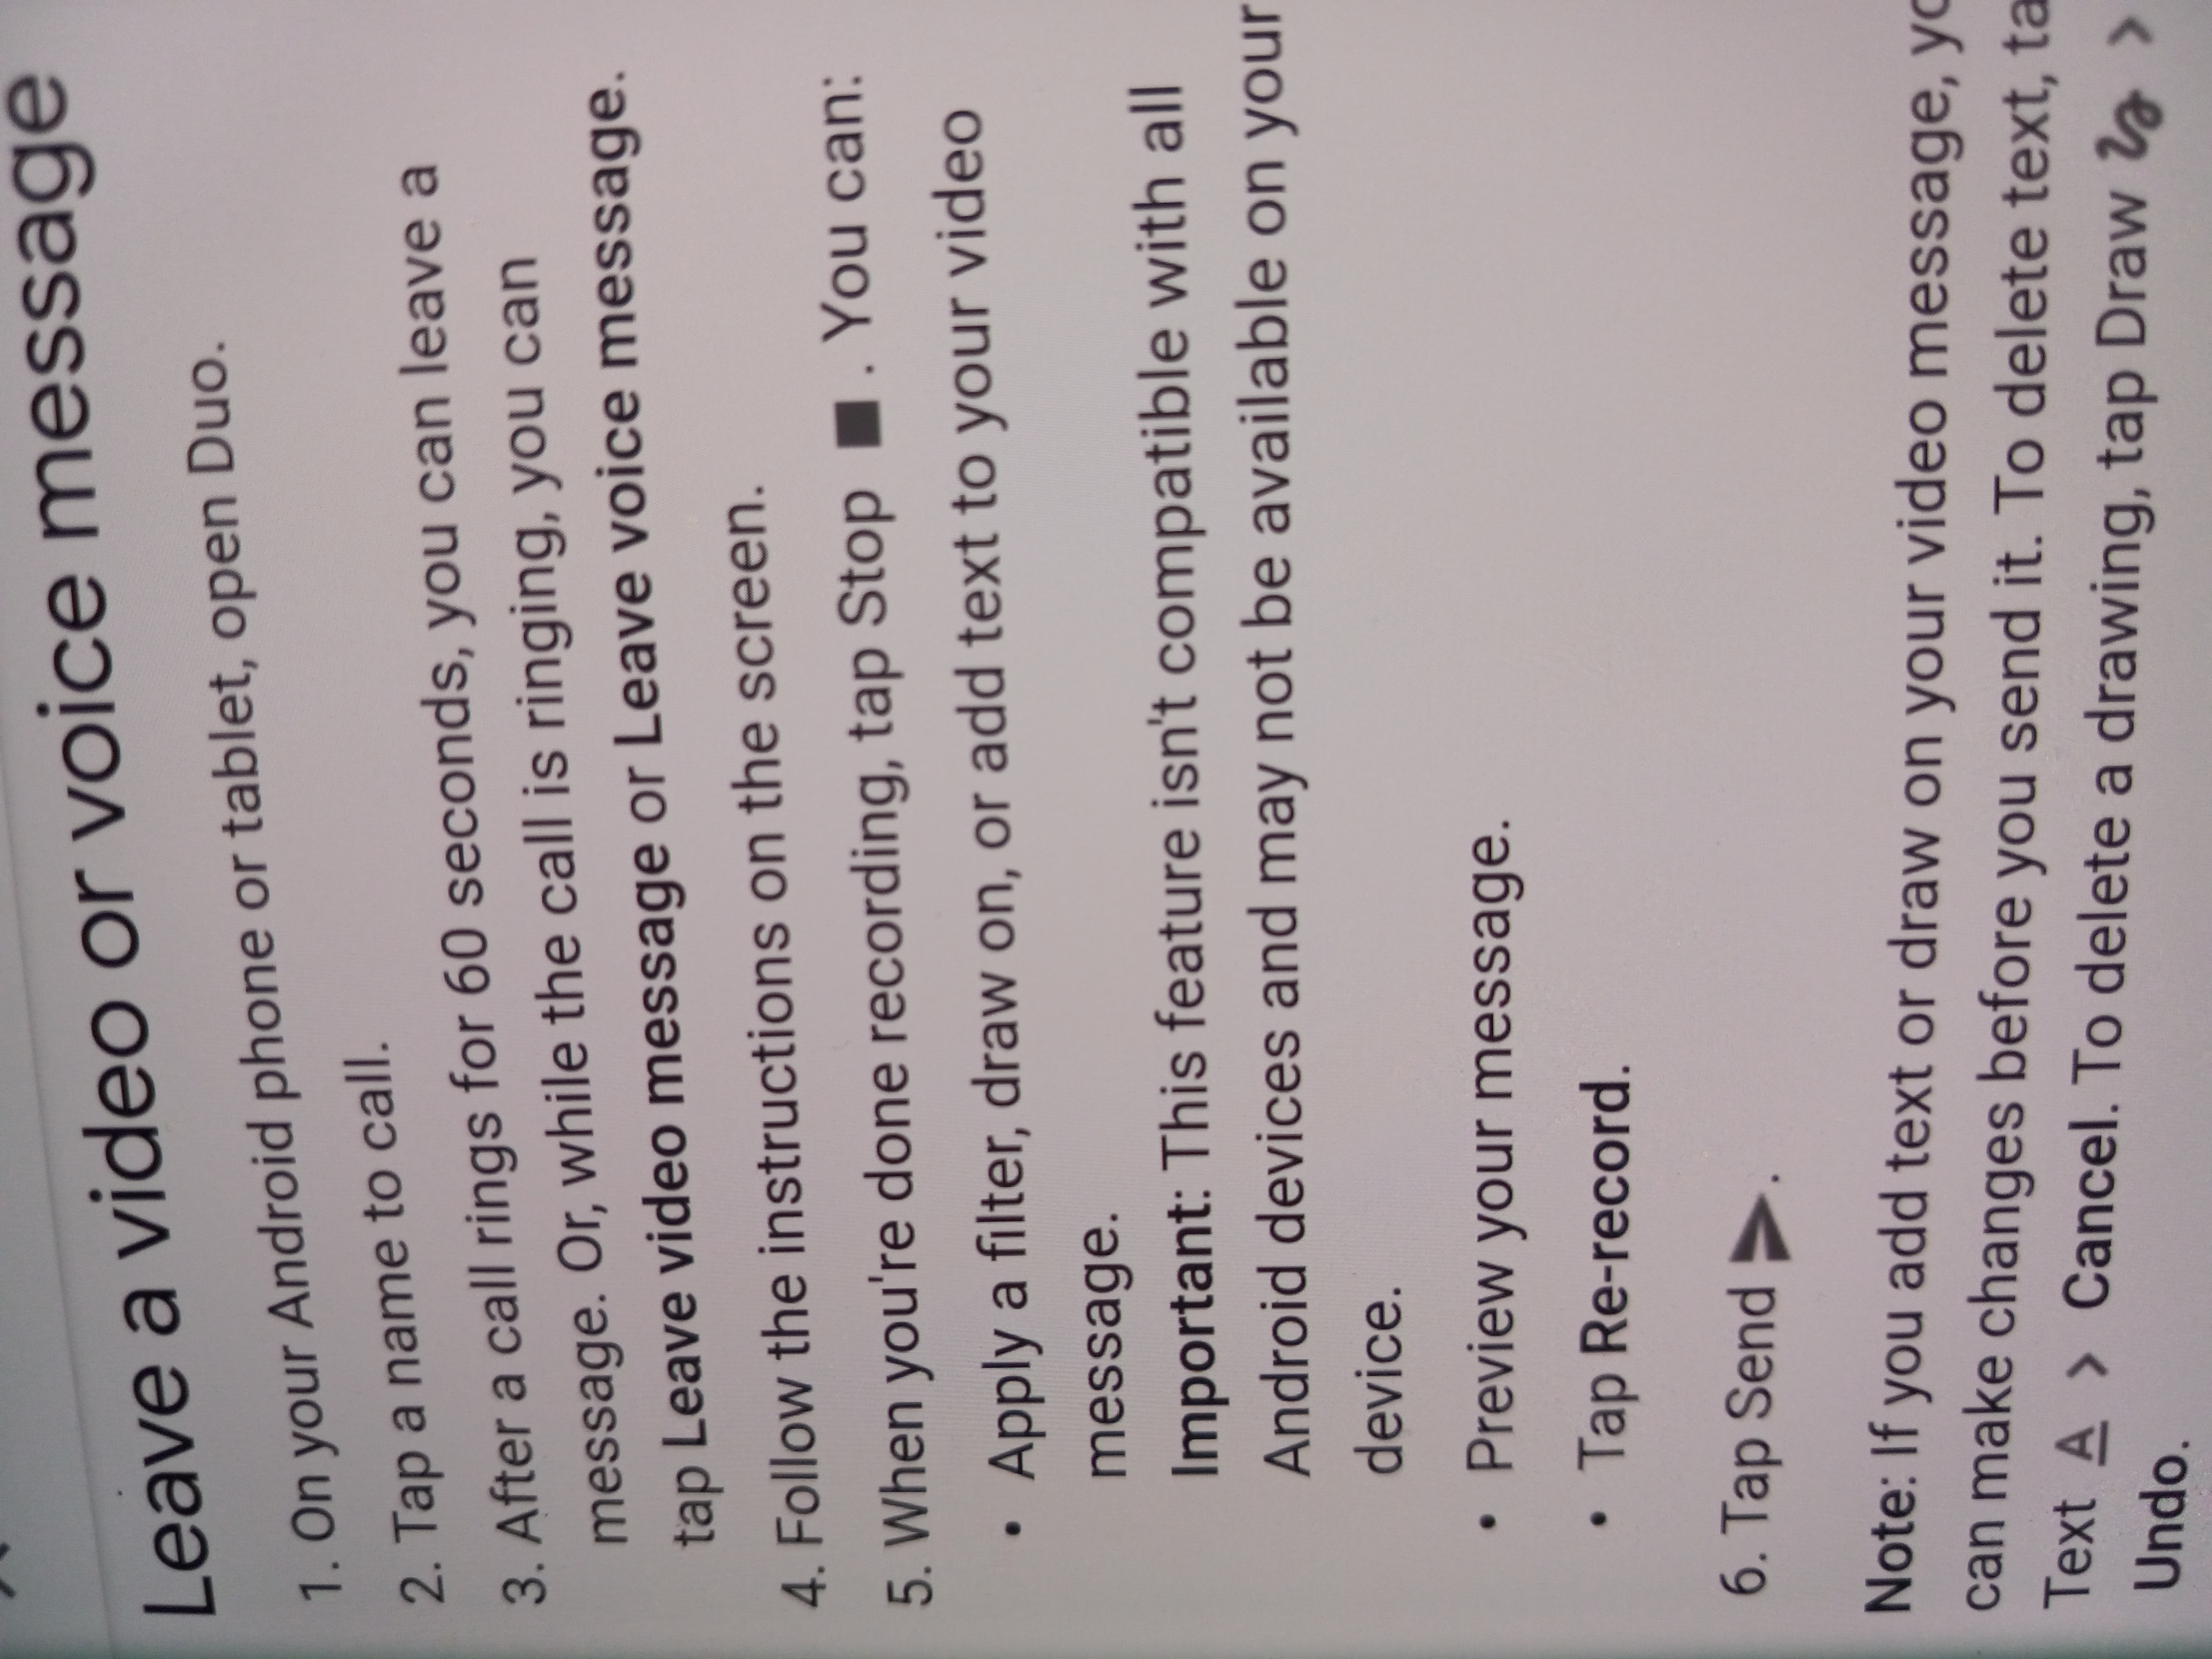 Leave a video or voice message
1. On your Android phone or tablet, open Duo.
2. Tap a name to call.
3. After a call rings for 60 seconds, you can leave a
message. Or, while the call is ringing, you can
tap Leave video message or Leave voice message.
4. Follow the instructions on the screen.
5. When you're done recording, tap Stop ■ . You can:
• Apply a filter, draw on, or add text to your video
message.
Important: This feature isn't compatible with all
Android devices and may not be available on your
device.
• Preview your message.
• Tap Re-record.
6. Tap Send ➤.
Note: If you add text or draw on your video message,
can make changes before you send it. To delete text,
Text A > Cancel. To delete a drawing, tap Draw >
Undo.